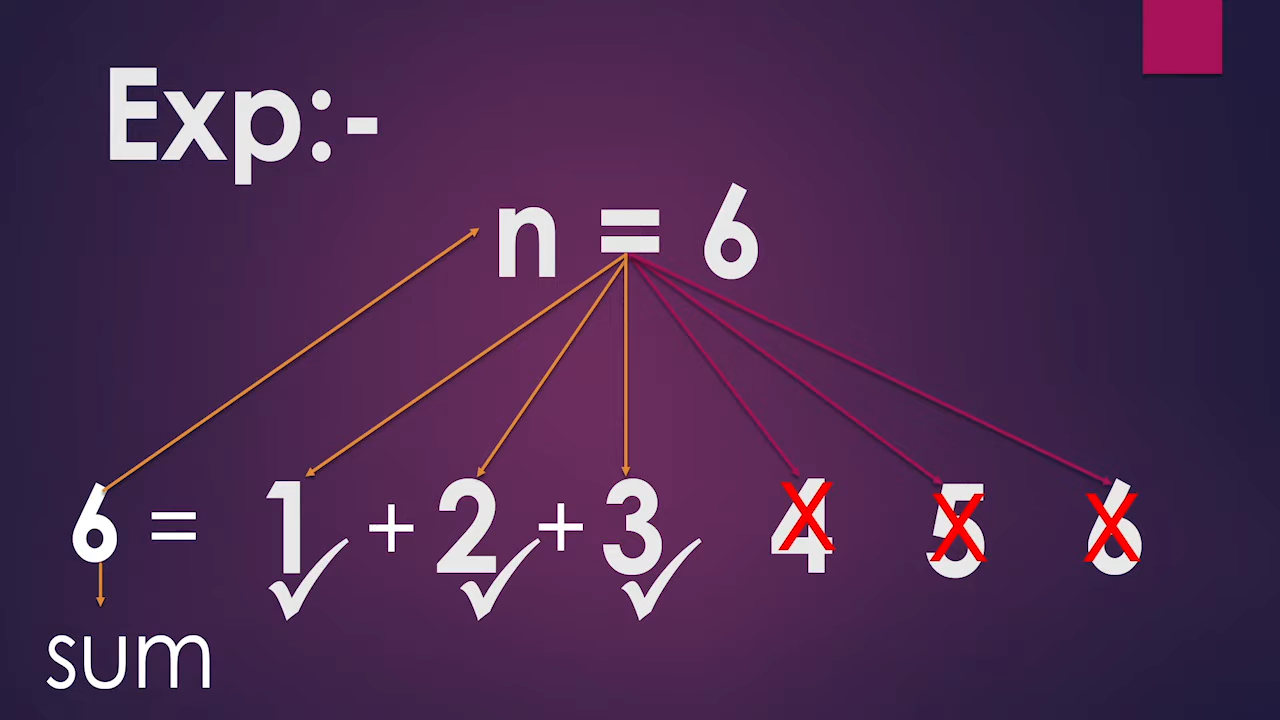 Exp:-
n = 6
6 = 1 + 2 + 3 4 5 6
X X X
sum